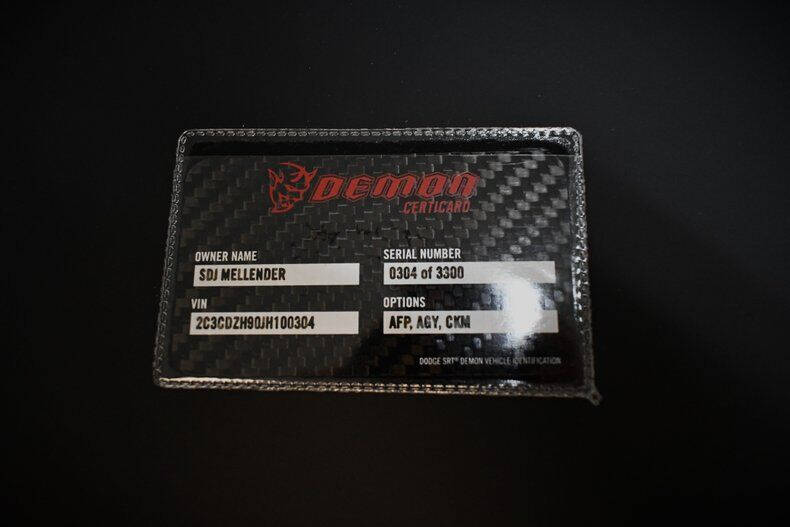 DEMON
CERTICARD
OWNER NAME
SDJ MELLENDER
SERIAL NUMBER
0304 of 3300
VIN
2C3CDZH90JH100304
OPTIONS
AFP, AGY, CKM
DODGE SRT® DEMON VEHICLE IDENTIFICATION